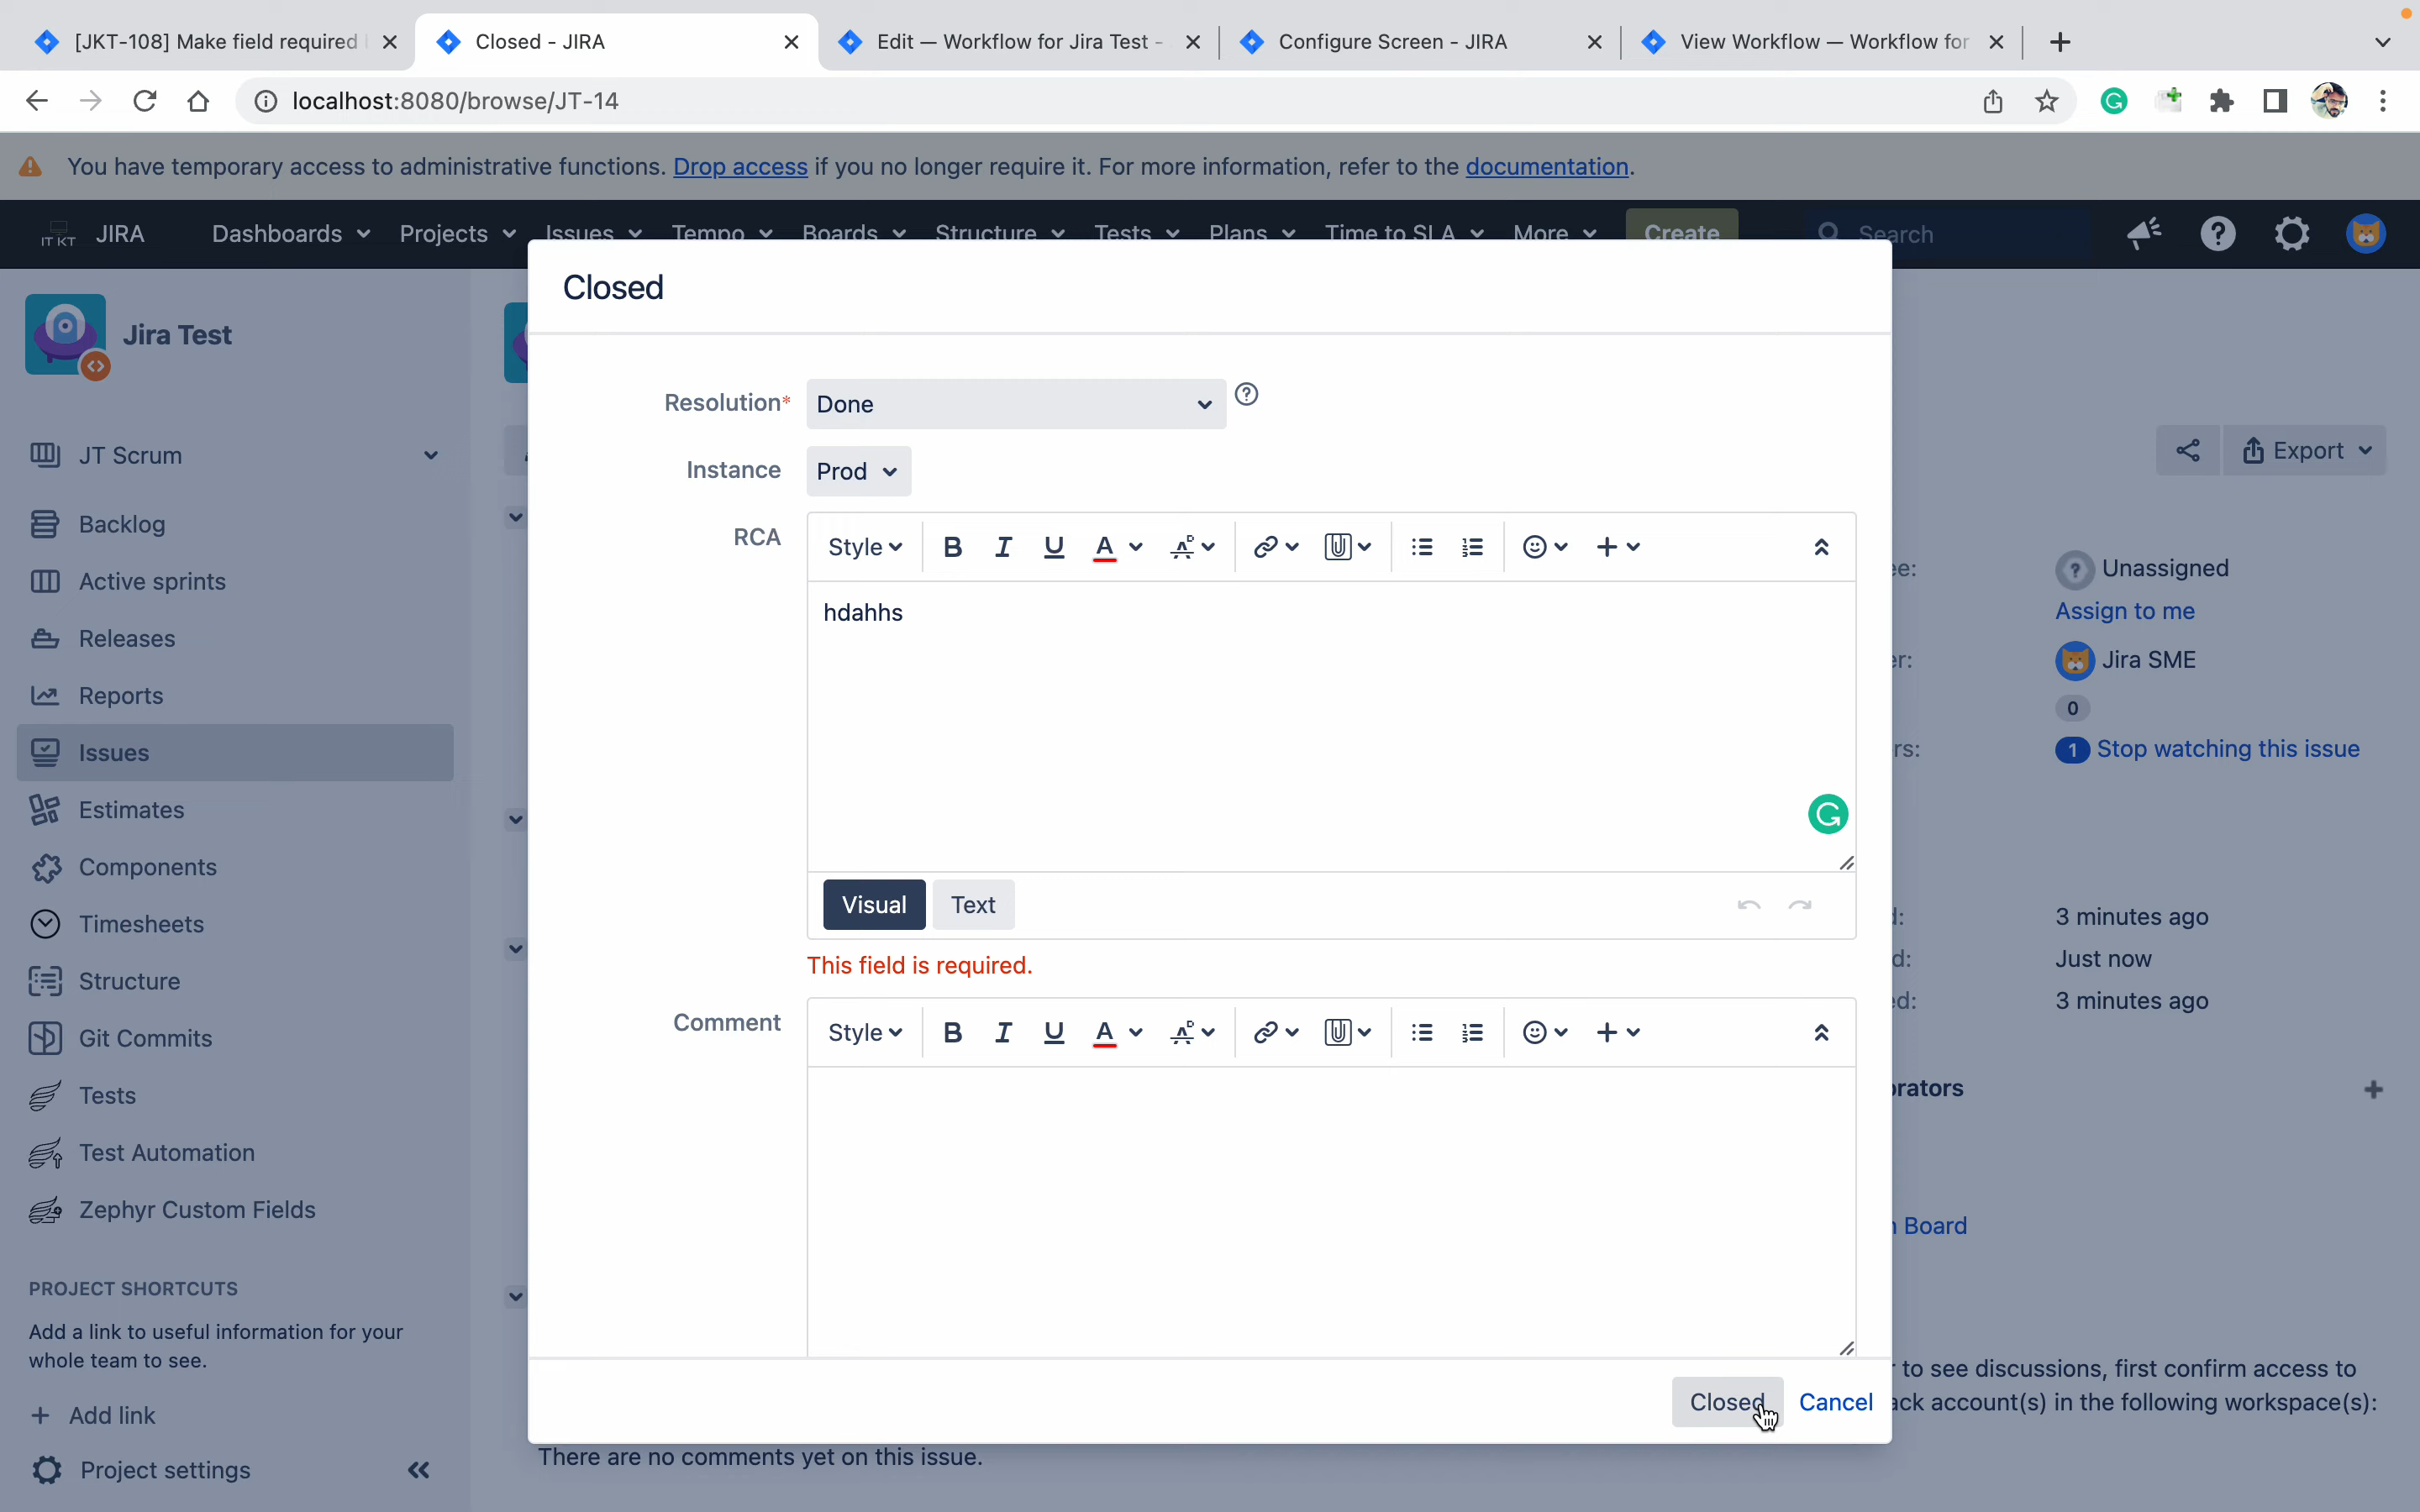 [JKT-108] Make field required
Closed - JIRA
Edit — Workflow for Jira Test -
Configure Screen - JIRA
View Workflow — Workflow for
localhost:8080/browse/JT-14
You have temporary access to administrative functions. Drop access if you no longer require it. For more information, refer to the documentation.
IT KT JIRA Dashboards Projects Issues Tempo Boards Structure Tests Plans Time to SLA More Create Search
Jira Test
JT Scrum
Backlog
Active sprints
Releases
Reports
Issues
Estimates
Components
Timesheets
Structure
Git Commits
Tests
Test Automation
Zephyr Custom Fields
PROJECT SHORTCUTS
Add a link to useful information for your
whole team to see.
+ Add link
Project settings
Closed
Resolution* Done
Instance Prod
RCA Style B I U A
hdahhs
Visual Text
This field is required.
Comment Style B I U A
Closed Cancel
There are no comments yet on this issue.
Export
ee: Unassigned
Assign to me
er: Jira SME
0
rs: 1 Stop watching this issue
d: 3 minutes ago
d: Just now
ed: 3 minutes ago
orators
Board
to see discussions, first confirm access to
ack account(s) in the following workspace(s):